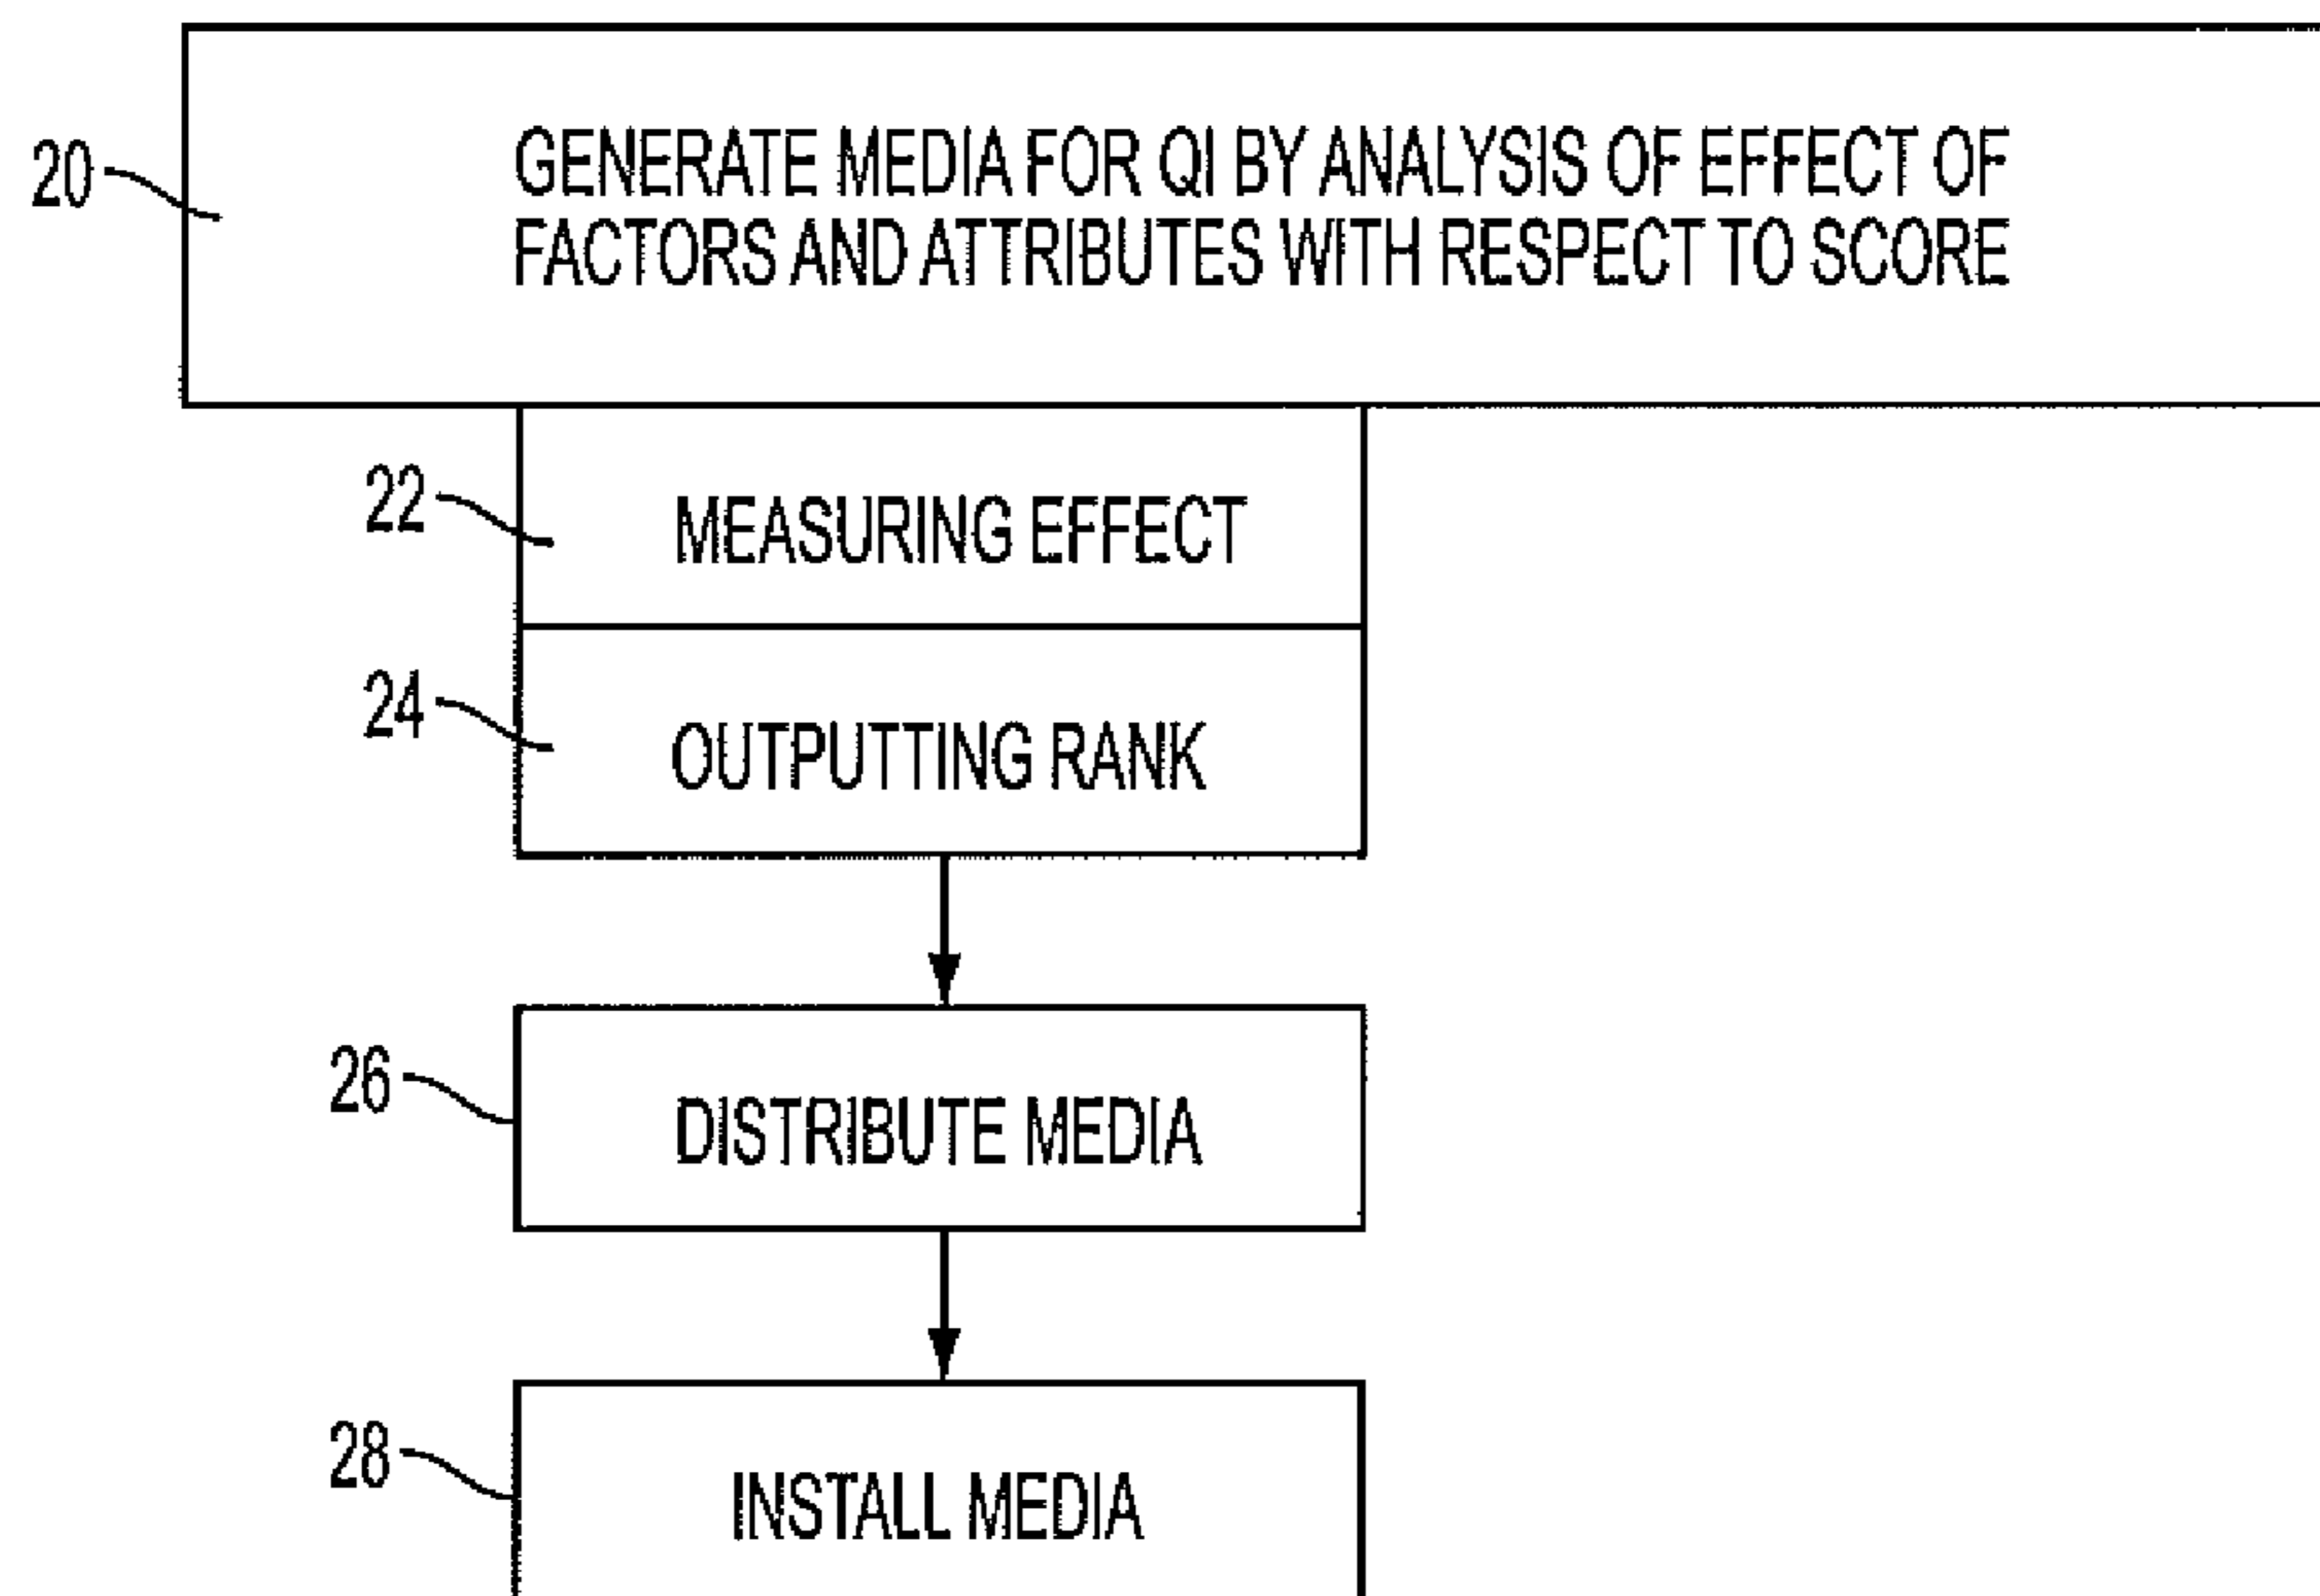 20
GENERATE MEDIA FOR QI BY ANALYSIS OF EFFECT OF
FACTORS AND ATTRIBUTES WITH RESPECT TO SCORE
22
MEASURING EFFECT
24
OUTPUTTING RANK
26
DISTRIBUTE MEDIA
28
INSTALL MEDIA